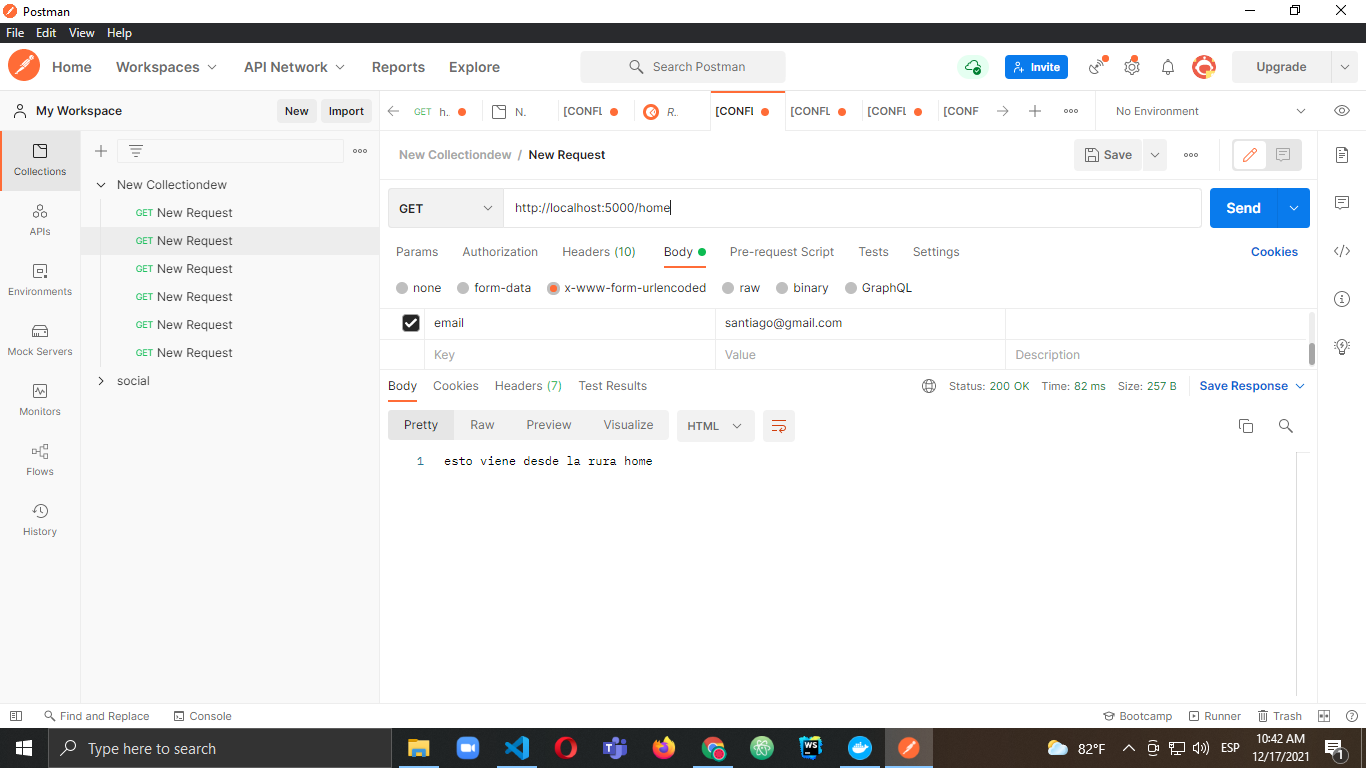 Postman
File Edit View Help
Home Workspaces API Network Reports Explore Search Postman Invite Upgrade
My Workspace New Import GET h. N. [CONFL R. [CONFL [CONFL [CONFL [CONF No Environment
New Collectiondew / New Request Save
Collections
APIs
Environments
Mock Servers
Monitors
Flows
History
New Collectiondew
GET New Request
GET New Request
GET New Request
GET New Request
GET New Request
GET New Request
social
GET http://localhost:5000/home Send
Params Authorization Headers (10) Body Pre-request Script Tests Settings Cookies
none form-data x-www-form-urlencoded raw binary GraphQL
email santiago@gmail.com
Key Value Description
Body Cookies Headers (7) Test Results Status: 200 OK Time: 82 ms Size: 257 B Save Response
Pretty Raw Preview Visualize HTML
1 esto viene desde la rura home
Find and Replace Console Bootcamp Runner Trash
Type here to search WS 82°F ESP 10:42 AM
12/17/2021 1